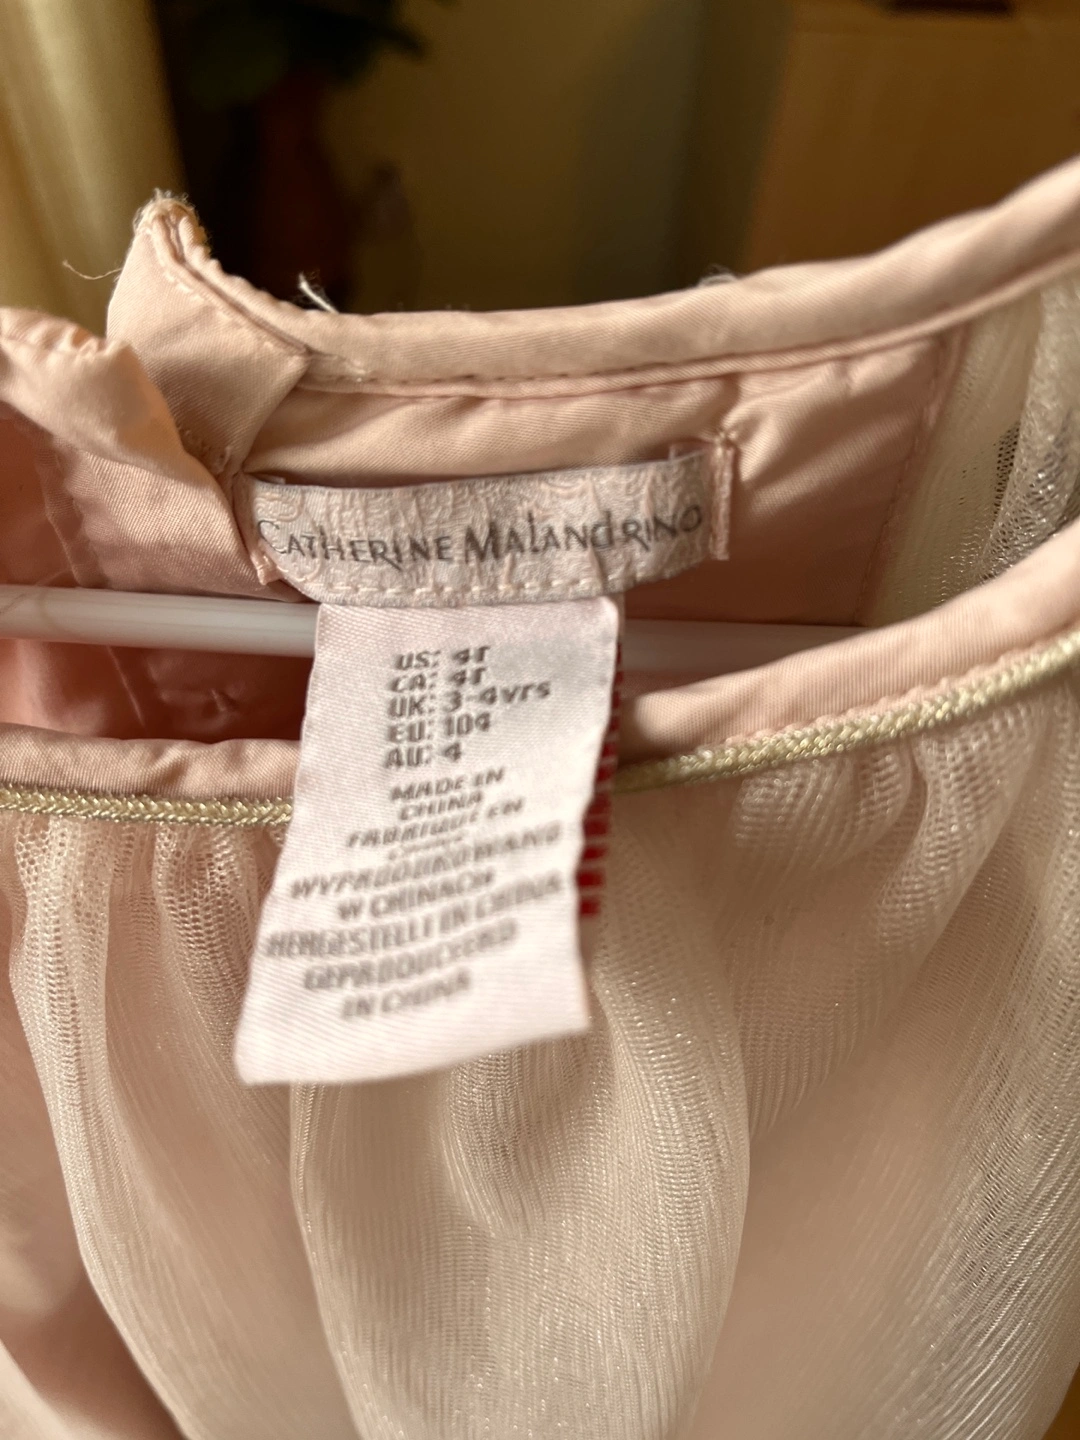 CATHERINE MALANDRINO
US: 4T
CA: 4T
UK: 3-4yrs
EU: 104
AU: 4
MADE IN
CHINA
FABRIQUE EN
WYPRODUKOWANO
W CHINACH
HERGESTELLT IN CHINA
GEPRODUCEERD
IN CHINA